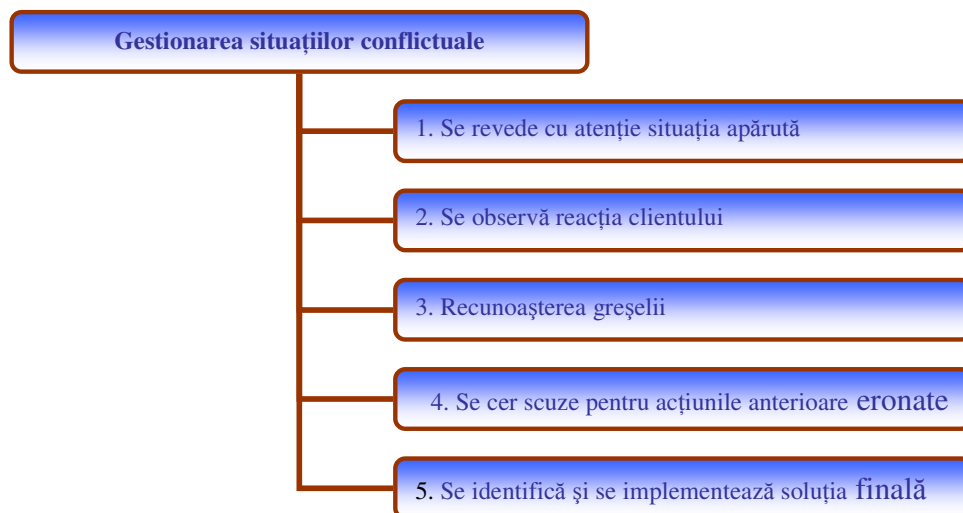 Gestionarea situațiilor conflictuale
1. Se revede cu atenție situația apărută
2. Se observă reacția clientului
3. Recunoaşterea greşelii
4. Se cer scuze pentru acțiunile anterioare eronate
5. Se identifică şi se implementează soluția finală